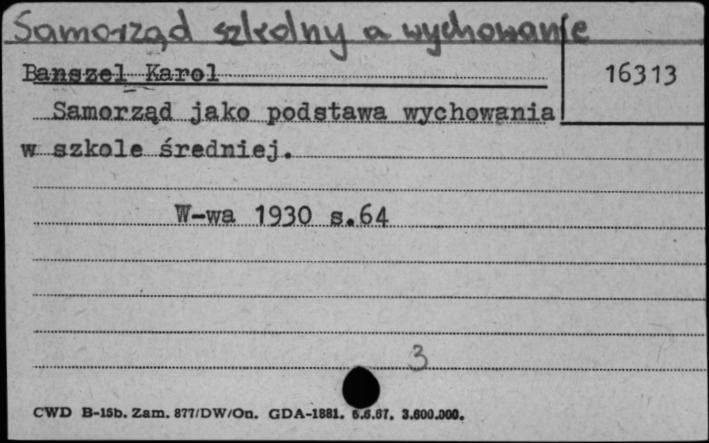 Samorząd szkolny a wychowanie
Banszel Karol
16313
Samorząd jako podstawa wychowania
w szkole średniej.
W-wa 1930 s.64
3
CWD B-15b. Zam. 877/DW/On. GDA-1881. 6.6.67. 3.600.000.